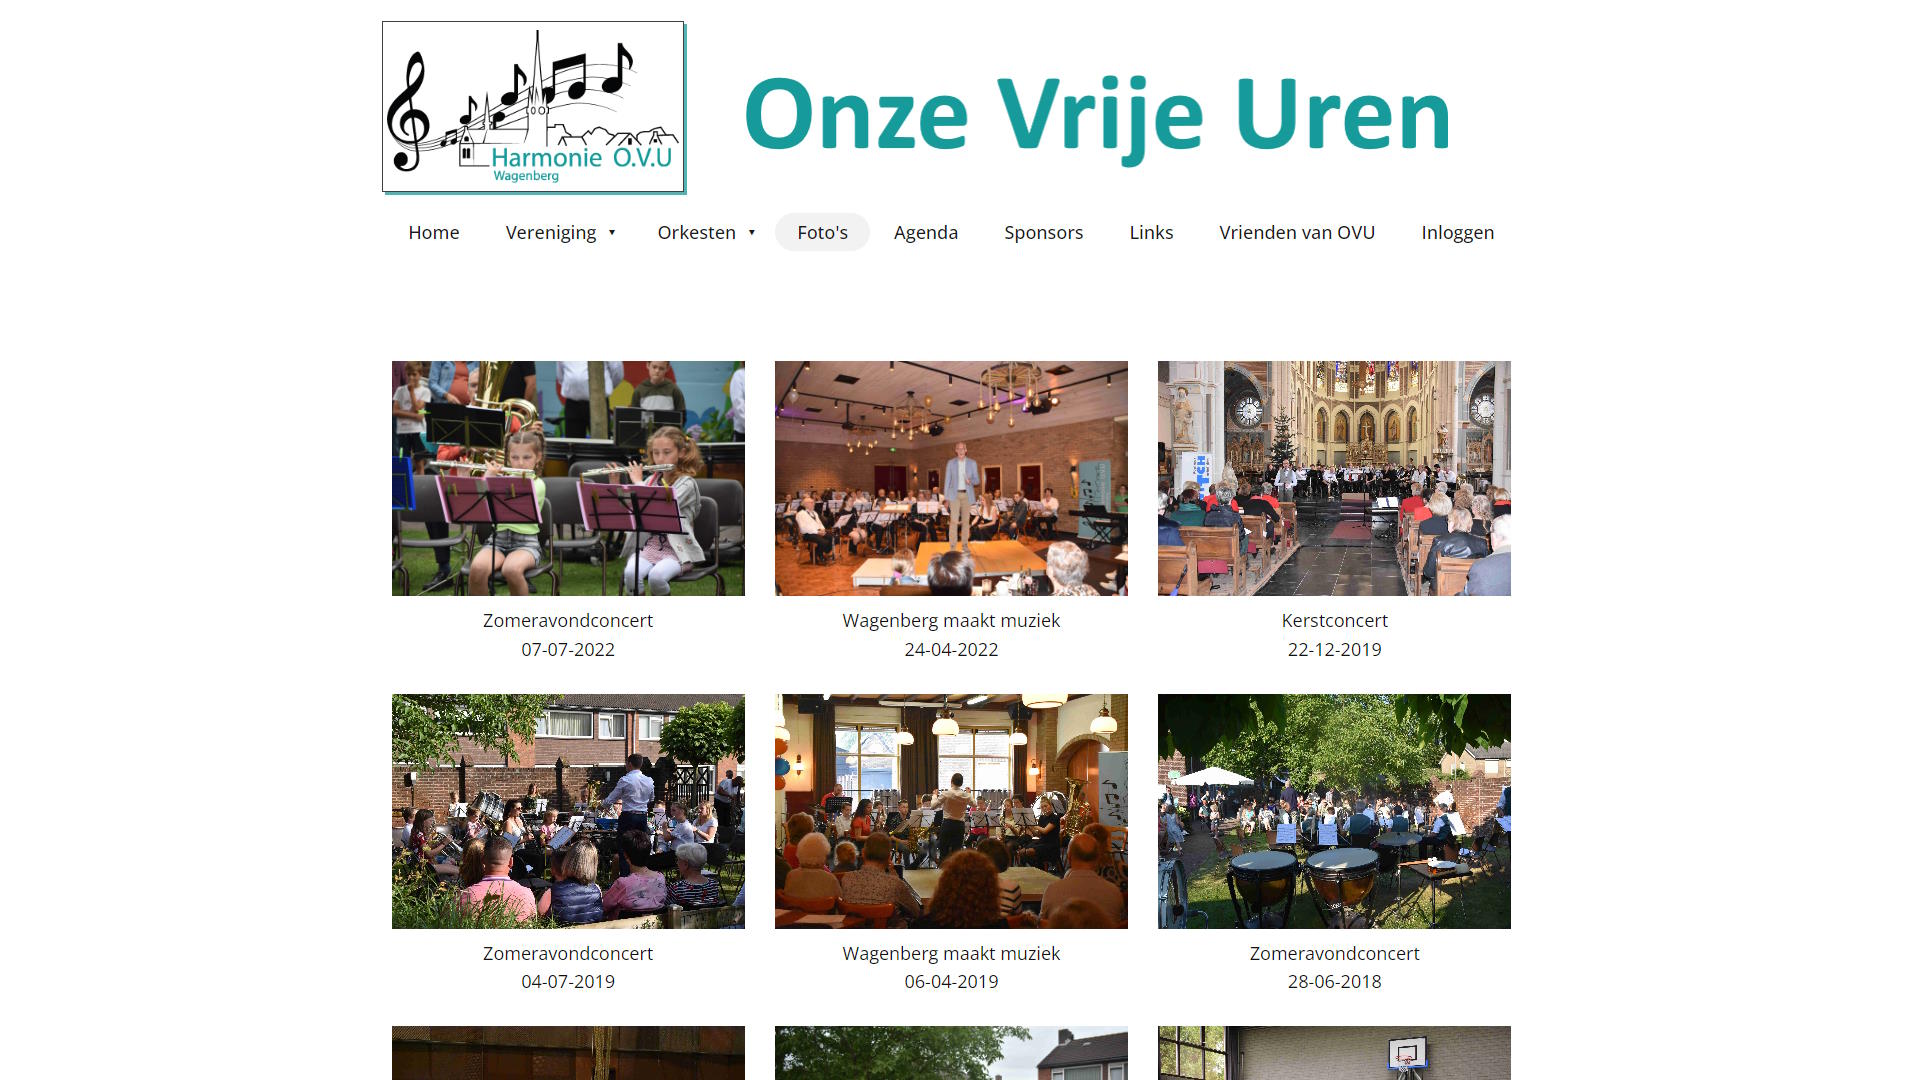 Harmonie O.V.U
Wagenberg
Onze Vrije Uren
Home Vereniging ▾ Orkesten ▾ Foto's Agenda Sponsors Links Vrienden van OVU Inloggen
Zomeravondconcert
07-07-2022
Wagenberg maakt muziek
24-04-2022
Kerstconcert
22-12-2019
Zomeravondconcert
04-07-2019
Wagenberg maakt muziek
06-04-2019
Zomeravondconcert
28-06-2018